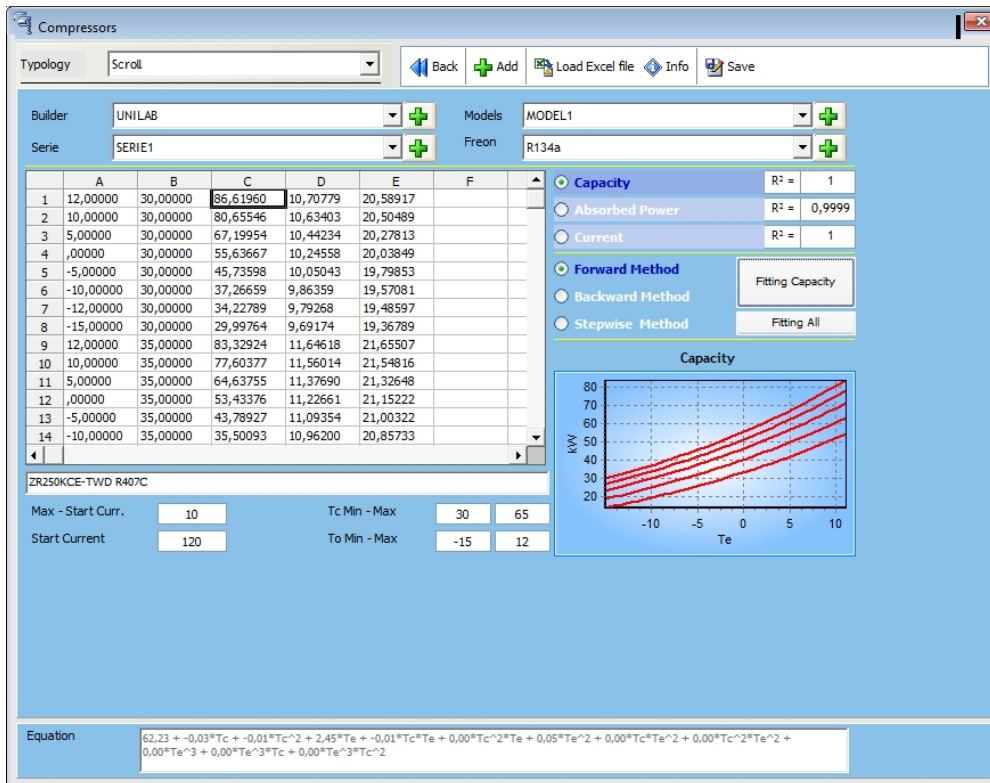 Compressors
Typology Scroll Back Add Load Excel file Info Save
Builder UNILAB Models MODEL1
Serie SERIE1 Freon R134a
A B C D E F
1 12,00000 30,00000 86,61960 10,70779 20,58917
2 10,00000 30,00000 80,65546 10,63403 20,50489
3 5,00000 30,00000 67,19954 10,44234 20,27813
4 ,00000 30,00000 55,63667 10,24558 20,03849
5 -5,00000 30,00000 45,73598 10,05043 19,79853
6 -10,00000 30,00000 37,26659 9,86359 19,57081
7 -12,00000 30,00000 34,22789 9,79268 19,48597
8 -15,00000 30,00000 29,99764 9,69174 19,36789
9 12,00000 35,00000 83,32924 11,64618 21,65507
10 10,00000 35,00000 77,60377 11,56014 21,54816
11 5,00000 35,00000 64,63755 11,37690 21,32648
12 ,00000 35,00000 53,43376 11,22661 21,15222
13 -5,00000 35,00000 43,78927 11,09354 21,00322
14 -10,00000 35,00000 35,50093 10,96200 20,85733
ZR250KCE-TWD R407C
Max - Start Curr. 10 Tc Min - Max 30 65
Start Current 120 To Min - Max -15 12
Capacity R² = 1
Absorbed Power R² = 0,9999
Current R² = 1
Forward Method Fitting Capacity
Backward Method
Stepwise Method Fitting All
Capacity
80
70
60
50
40
30
20
kW
-10 -5 0 5 10
Te
Equation 62,23 + -0,03*Tc + -0,01*Tc^2 + 2,45*Te + -0,01*Tc*Te + 0,00*Tc^2*Te + 0,05*Te^2 + 0,00*Tc*Te^2 + 0,00*Tc^2*Te^2 +
0,00*Te^3 + 0,00*Te^3*Tc + 0,00*Te^3*Tc^2